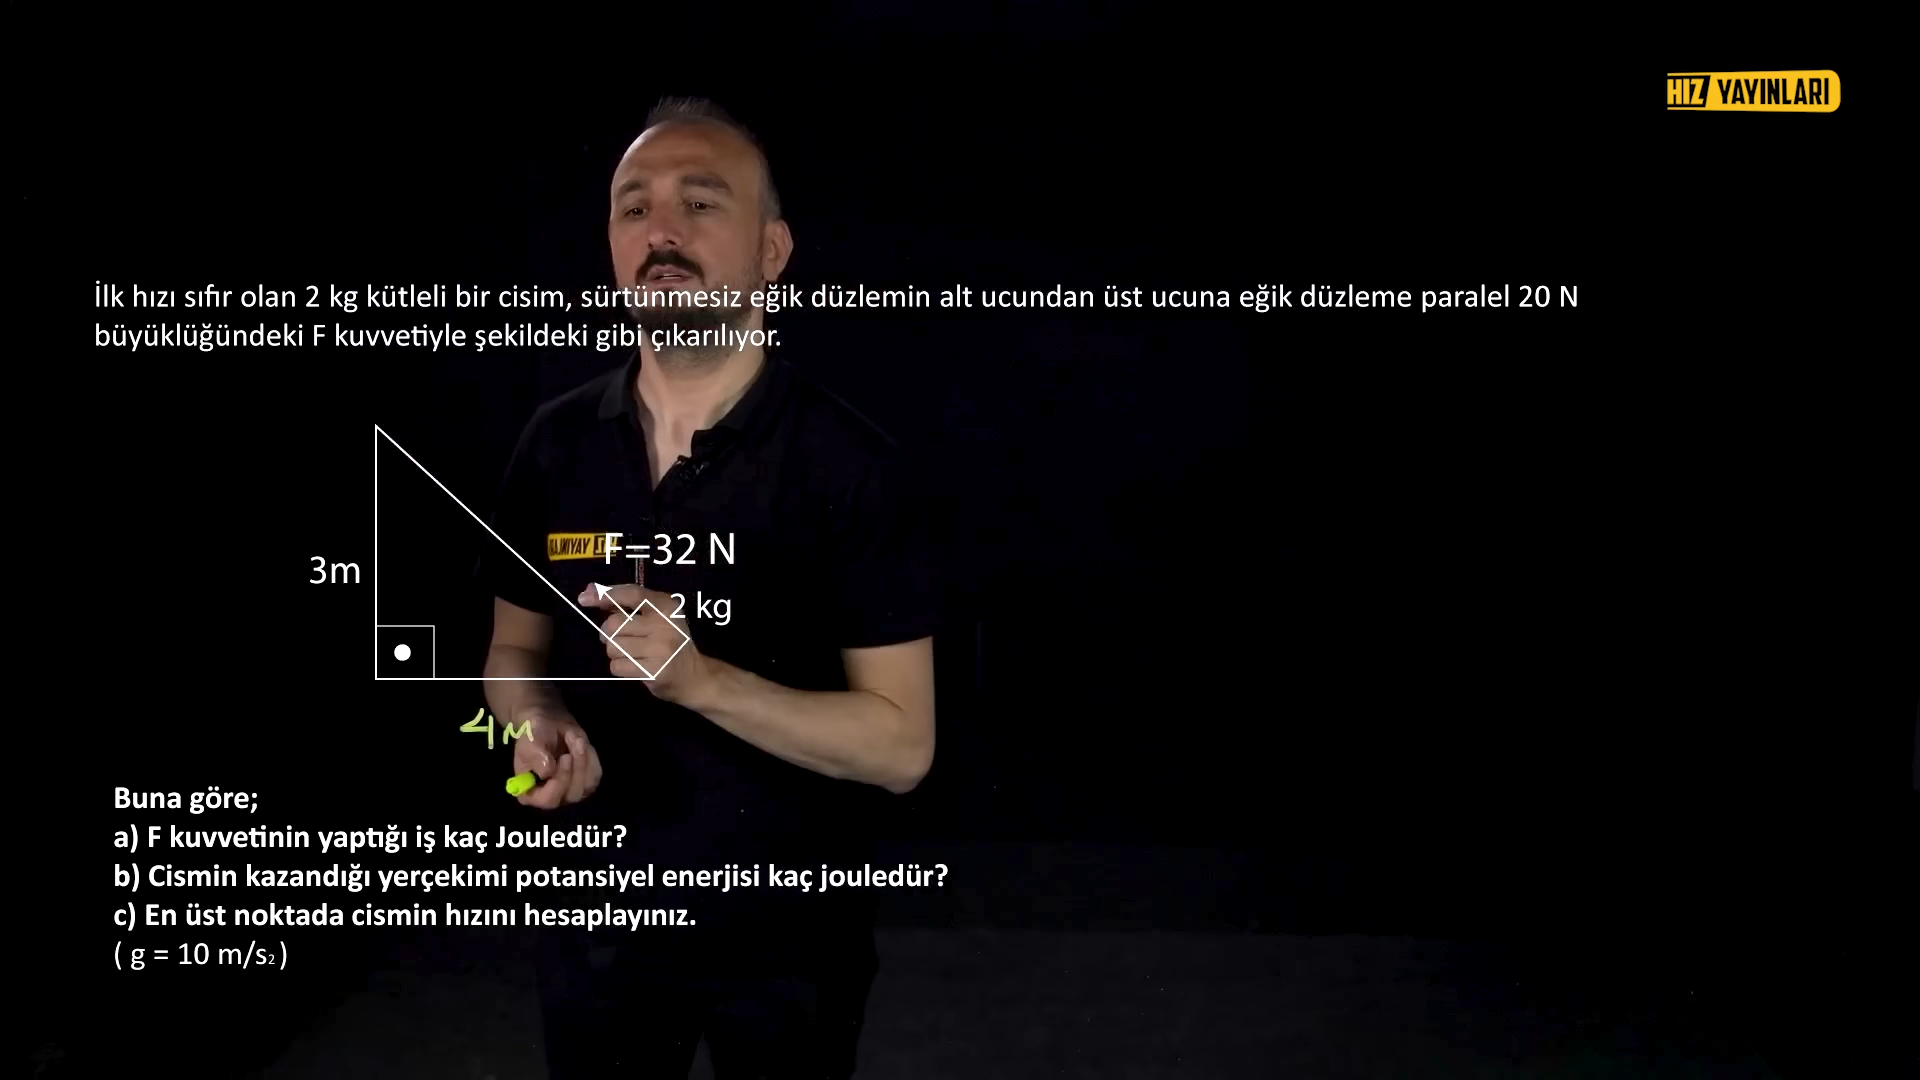 HIZ YAYINLARI
İlk hızı sıfır olan 2 kg kütleli bir cisim, sürtünmesiz eğik düzlemin alt ucundan üst ucuna eğik düzleme paralel 20 N
büyüklüğündeki F kuvvetiyle şekildeki gibi çıkarılıyor.
F=32 N
3m
2 kg
4m
Buna göre;
a) F kuvvetinin yaptığı iş kaç Jouledür?
b) Cismin kazandığı yerçekimi potansiyel enerjisi kaç jouledür?
c) En üst noktada cismin hızını hesaplayınız.
( g = 10 m/s₂ )